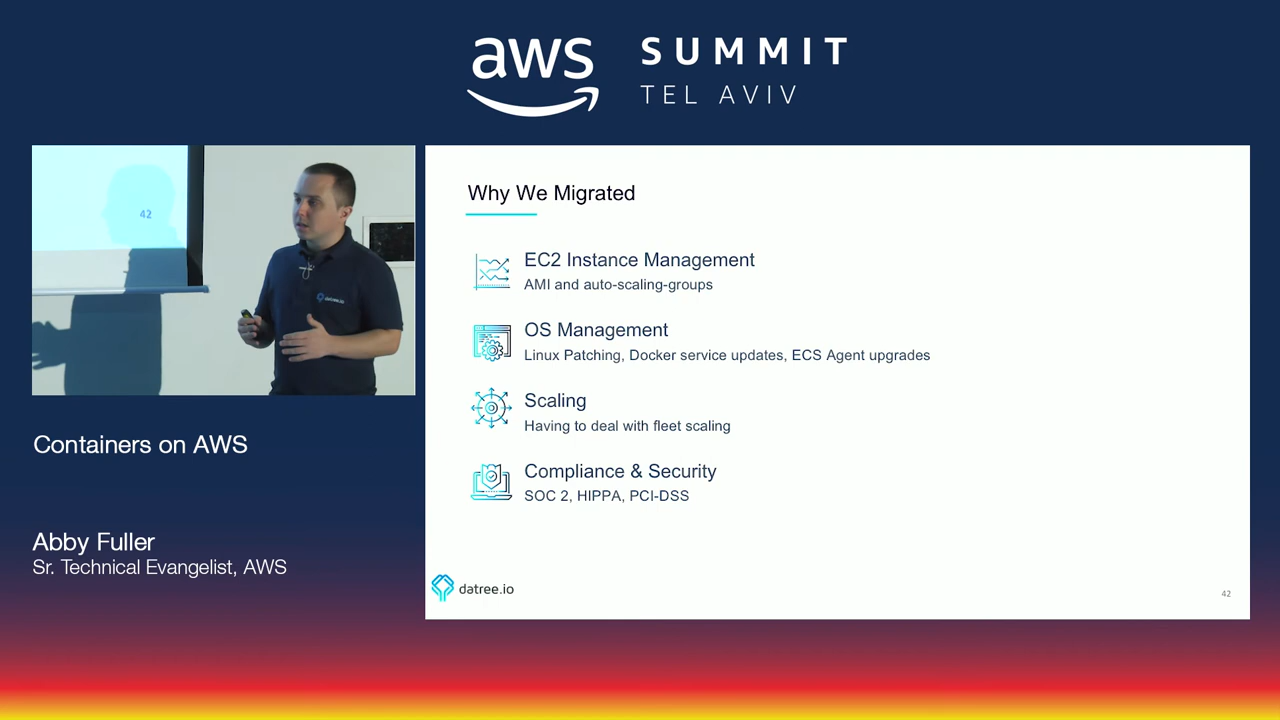 aws
SUMMIT
TEL AVIV
42
datree.io
Containers on AWS
Abby Fuller
Sr. Technical Evangelist, AWS
Why We Migrated
EC2 Instance Management
AMI and auto-scaling-groups
OS Management
Linux Patching, Docker service updates, ECS Agent upgrades
Scaling
Having to deal with fleet scaling
Compliance & Security
SOC 2, HIPPA, PCI-DSS
datree.io
42